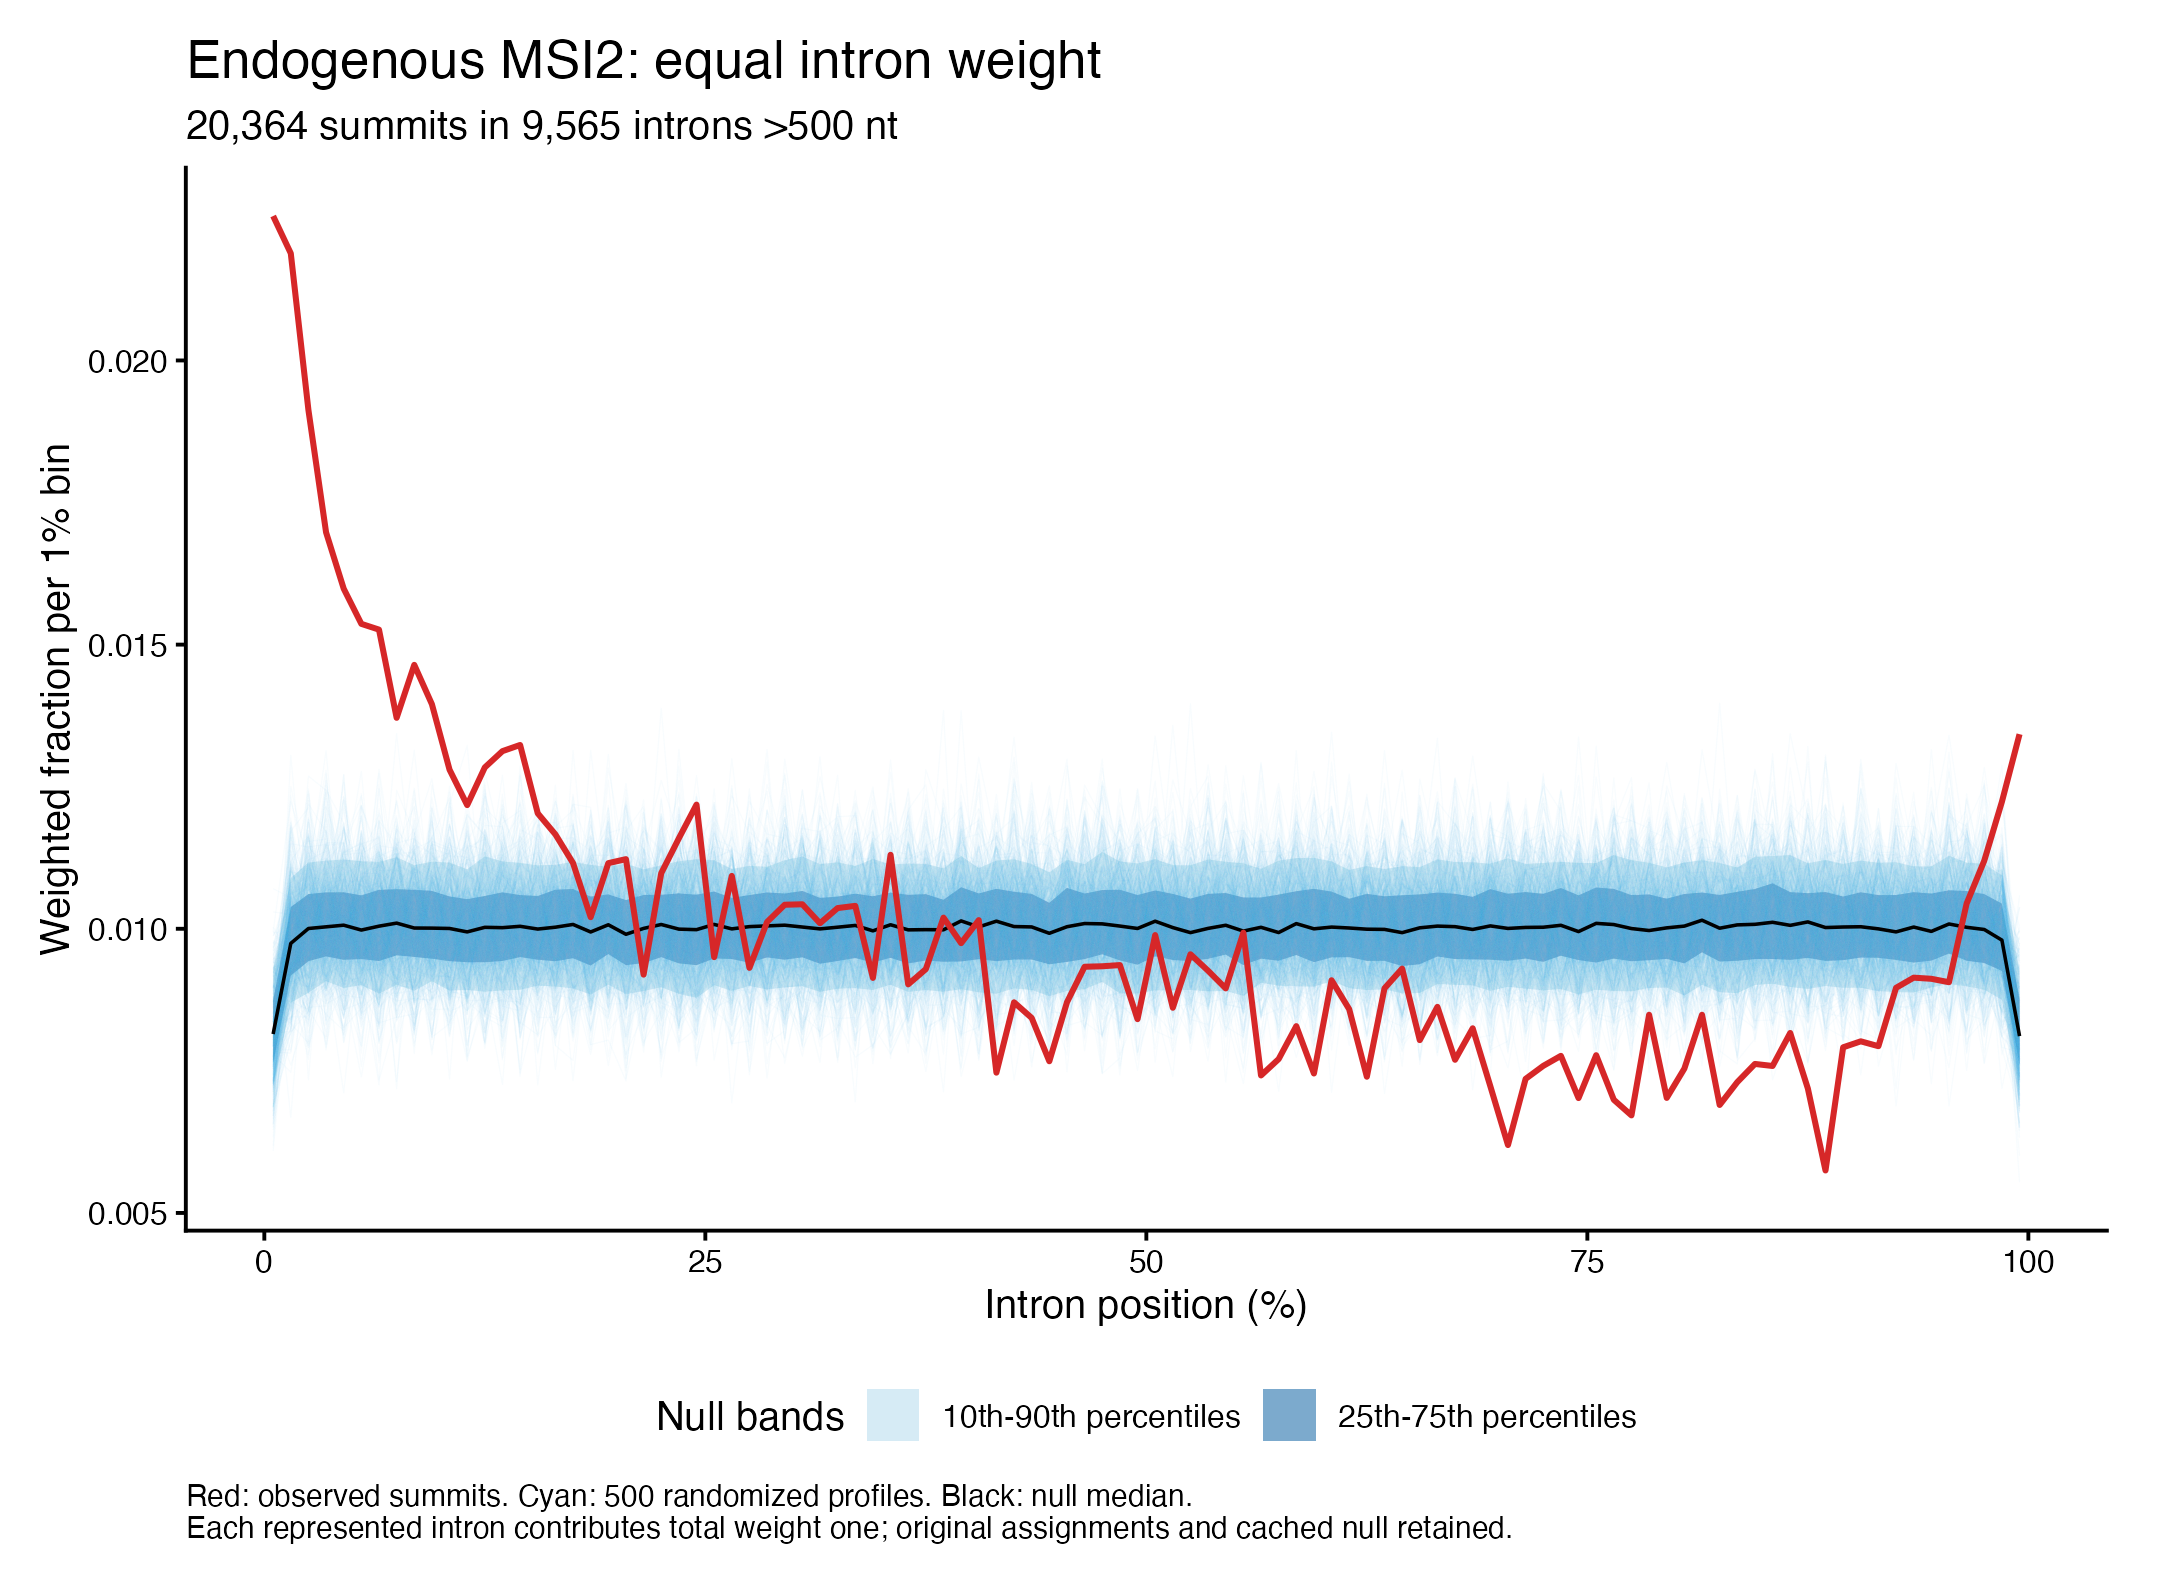 Endogenous MSI2: equal intron weight
20,364 summits in 9,565 introns >500 nt
Weighted fraction per 1% bin
0.020
0.015
0.010
0.005
0
25
50
75
100
Intron position (%)
Null bands
10th-90th percentiles
25th-75th percentiles
Red: observed summits. Cyan: 500 randomized profiles. Black: null median.
Each represented intron contributes total weight one; original assignments and cached null retained.